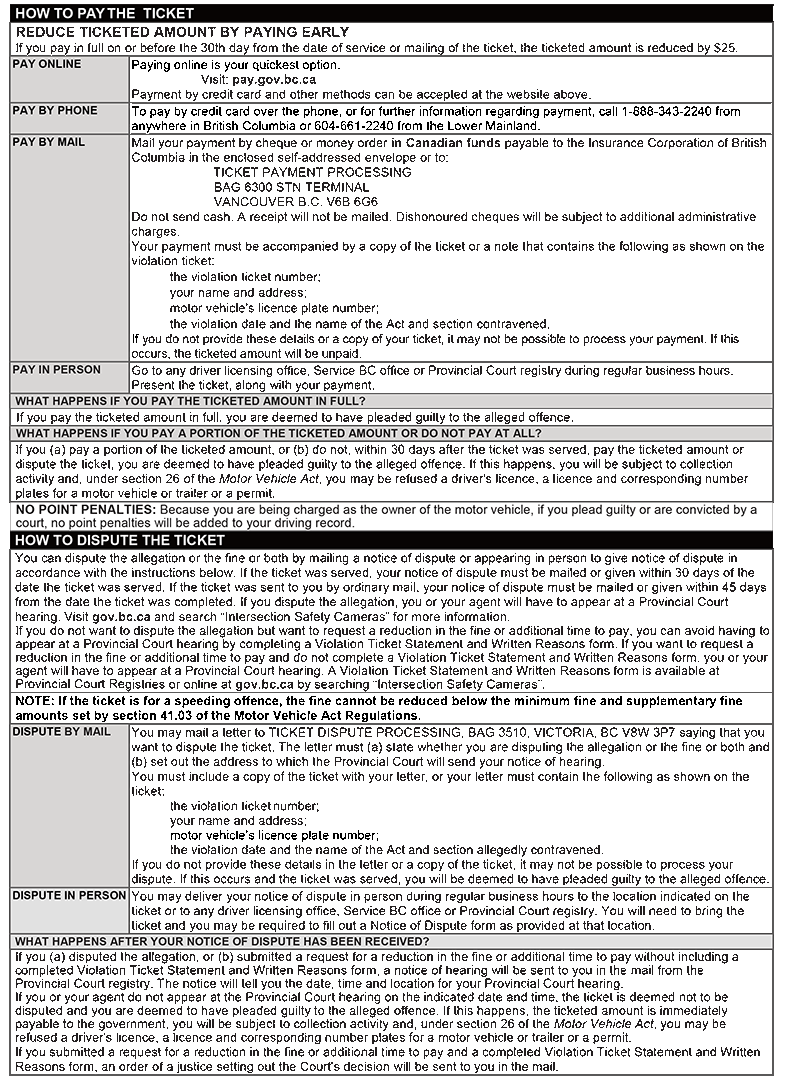 HOW TO PAY THE TICKET
REDUCE TICKETED AMOUNT BY PAYING EARLY
If you pay in full on or before the 30th day from the date of service or mailing of the ticket, the ticketed amount is reduced by $25.
PAY ONLINE
Paying online is your quickest option.
Visit: pay.gov.bc.ca
Payment by credit card and other methods can be accepted at the website above.
PAY BY PHONE
To pay by credit card over the phone, or for further information regarding payment, call 1-888-343-2240 from
anywhere in British Columbia or 604-661-2240 from the Lower Mainland.
PAY BY MAIL
Mail your payment by cheque or money order in Canadian funds payable to the Insurance Corporation of British
Columbia in the enclosed self-addressed envelope or to:
TICKET PAYMENT PROCESSING
BAG 6300 STN TERMINAL
VANCOUVER B.C. V6B 6G6
Do not send cash. A receipt will not be mailed. Dishonoured cheques will be subject to additional administrative
charges.
Your payment must be accompanied by a copy of the ticket or a note that contains the following as shown on the
violation ticket:
the violation ticket number;
your name and address;
motor vehicle's licence plate number;
the violation date and the name of the Act and section contravened.
If you do not provide these details or a copy of your ticket, it may not be possible to process your payment. If this
occurs, the ticketed amount will be unpaid.
PAY IN PERSON
Go to any driver licensing office, Service BC office or Provincial Court registry during regular business hours.
Present the ticket, along with your payment.
WHAT HAPPENS IF YOU PAY THE TICKETED AMOUNT IN FULL?
If you pay the ticketed amount in full, you are deemed to have pleaded guilty to the alleged offence.
WHAT HAPPENS IF YOU PAY A PORTION OF THE TICKETED AMOUNT OR DO NOT PAY AT ALL?
If you (a) pay a portion of the ticketed amount, or (b) do not, within 30 days after the ticket was served, pay the ticketed amount or
dispute the ticket, you are deemed to have pleaded guilty to the alleged offence. If this happens, you will be subject to collection
activity and, under section 26 of the Motor Vehicle Act, you may be refused a driver's licence, a licence and corresponding number
plates for a motor vehicle or trailer or a permit.
NO POINT PENALTIES: Because you are being charged as the owner of the motor vehicle, if you plead guilty or are convicted by a
court, no point penalties will be added to your driving record.
HOW TO DISPUTE THE TICKET
You can dispute the allegation or the fine or both by mailing a notice of dispute or appearing in person to give notice of dispute in
accordance with the instructions below. If the ticket was served, your notice of dispute must be mailed or given within 30 days of the
date the ticket was served. If the ticket was sent to you by ordinary mail, your notice of dispute must be mailed or given within 45 days
from the date the ticket was completed. If you dispute the allegation, you or your agent will have to appear at a Provincial Court
hearing. Visit gov.bc.ca and search "Intersection Safety Cameras" for more information.
If you do not want to dispute the allegation but want to request a reduction in the fine or additional time to pay, you can avoid having to
appear at a Provincial Court hearing by completing a Violation Ticket Statement and Written Reasons form. If you want to request a
reduction in the fine or additional time to pay and do not complete a Violation Ticket Statement and Written Reasons form, you or your
agent will have to appear at a Provincial Court hearing. A Violation Ticket Statement and Written Reasons form is available at
Provincial Court Registries or online at gov.bc.ca by searching "Intersection Safety Cameras".
NOTE: If the ticket is for a speeding offence, the fine cannot be reduced below the minimum fine and supplementary fine
amounts set by section 41.03 of the Motor Vehicle Act Regulations.
DISPUTE BY MAIL
You may mail a letter to TICKET DISPUTE PROCESSING, BAG 3510, VICTORIA, BC V8W 3P7 saying that you
want to dispute the ticket. The letter must (a) state whether you are disputing the allegation or the fine or both and
(b) set out the address to which the Provincial Court will send your notice of hearing.
You must include a copy of the ticket with your letter, or your letter must contain the following as shown on the
ticket:
the violation ticket number;
your name and address;
motor vehicle's licence plate number;
the violation date and the name of the Act and section allegedly contravened.
If you do not provide these details in the letter or a copy of the ticket, it may not be possible to process your
dispute. If this occurs and the ticket was served, you will be deemed to have pleaded guilty to the alleged offence.
DISPUTE IN PERSON
You may deliver your notice of dispute in person during regular business hours to the location indicated on the
ticket or to any driver licensing office, Service BC office or Provincial Court registry. You will need to bring the
ticket and you may be required to fill out a Notice of Dispute form as provided at that location.
WHAT HAPPENS AFTER YOUR NOTICE OF DISPUTE HAS BEEN RECEIVED?
If you (a) disputed the allegation, or (b) submitted a request for a reduction in the fine or additional time to pay without including a
completed Violation Ticket Statement and Written Reasons form, a notice of hearing will be sent to you in the mail from the
Provincial Court registry. The notice will tell you the date, time and location for your Provincial Court hearing.
If you or your agent do not appear at the Provincial Court hearing on the indicated date and time, the ticket is deemed not to be
disputed and you are deemed to have pleaded guilty to the alleged offence. If this happens, the ticketed amount is immediately
payable to the government, you will be subject to collection activity and, under section 26 of the Motor Vehicle Act, you may be
refused a driver's licence, a licence and corresponding number plates for a motor vehicle or trailer or a permit.
If you submitted a request for a reduction in the fine or additional time to pay and a completed Violation Ticket Statement and Written
Reasons form, an order of a justice setting out the Court's decision will be sent to you in the mail.